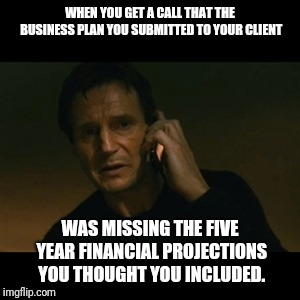 WHEN YOU GET A CALL THAT THE
BUSINESS PLAN YOU SUBMITTED TO YOUR CLIENT
WAS MISSING THE FIVE
YEAR FINANCIAL PROJECTIONS
YOU THOUGHT YOU INCLUDED.
imgflip.com